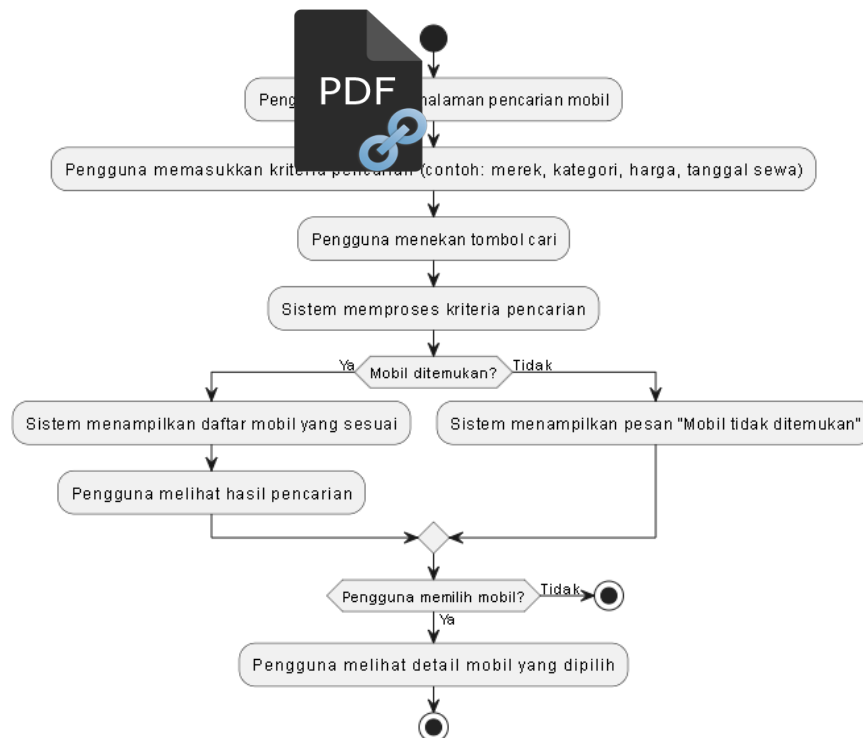 PDF
Peng halaman pencarian mobil
Pengguna memasukkan kriteria pencarian (contoh: merek, kategori, harga, tanggal sewa)
Pengguna menekan tombol cari
Sistem memproses kriteria pencarian
Ya
Mobil ditemukan?
Tidak
Sistem menampilkan daftar mobil yang sesuai
Sistem menampilkan pesan "Mobil tidak ditemukan"
Pengguna melihat hasil pencarian
Pengguna memilih mobil?
Tidak
Ya
Pengguna melihat detail mobil yang dipilih